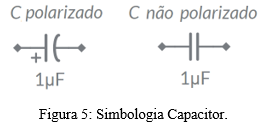 C polarizado C não polarizado
+
1µF 1µF
Figura 5: Simbologia Capacitor.